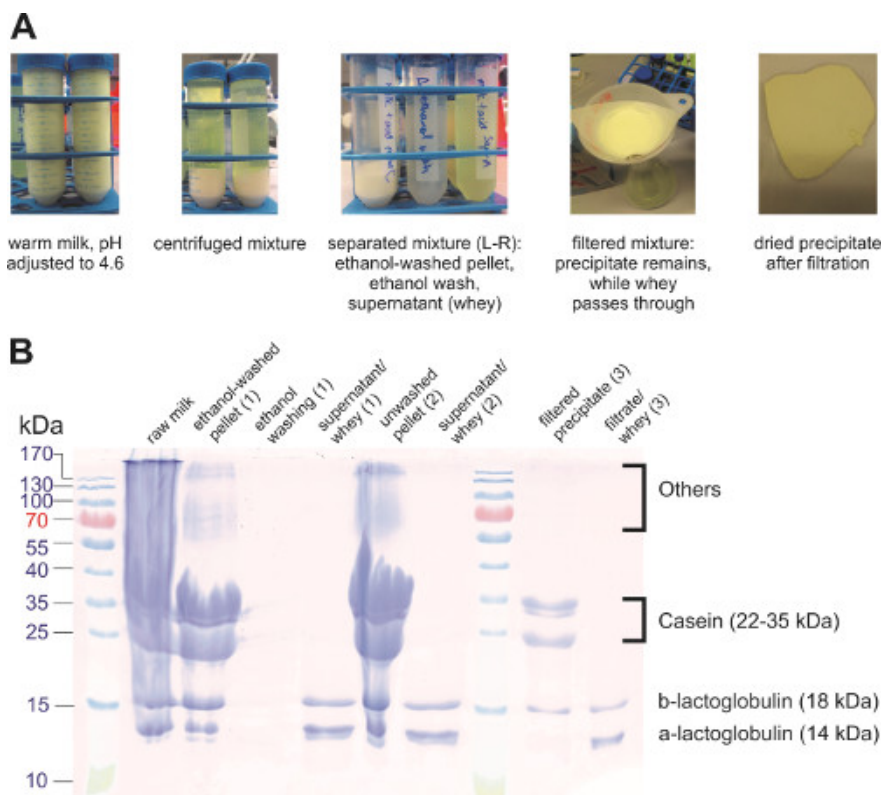 A
warm milk, pH
adjusted to 4.6
centrifuged mixture
separated mixture (L-R):
ethanol-washed pellet,
ethanol wash,
supernatant (whey)
filtered mixture:
precipitate remains,
while whey
passes through
dried precipitate
after filtration
B
kDa
raw milk
ethanol-washed
pellet (1)
ethanol
washing (1)
supernatant/
whey (1)
unwashed
pellet (2)
supernatant/
whey (2)
filtered
precipitate (3)
filtrate/
whey (3)
170
130
100
70
55
40
35
25
15
10
Others
Casein (22-35 kDa)
b-lactoglobulin (18 kDa)
a-lactoglobulin (14 kDa)